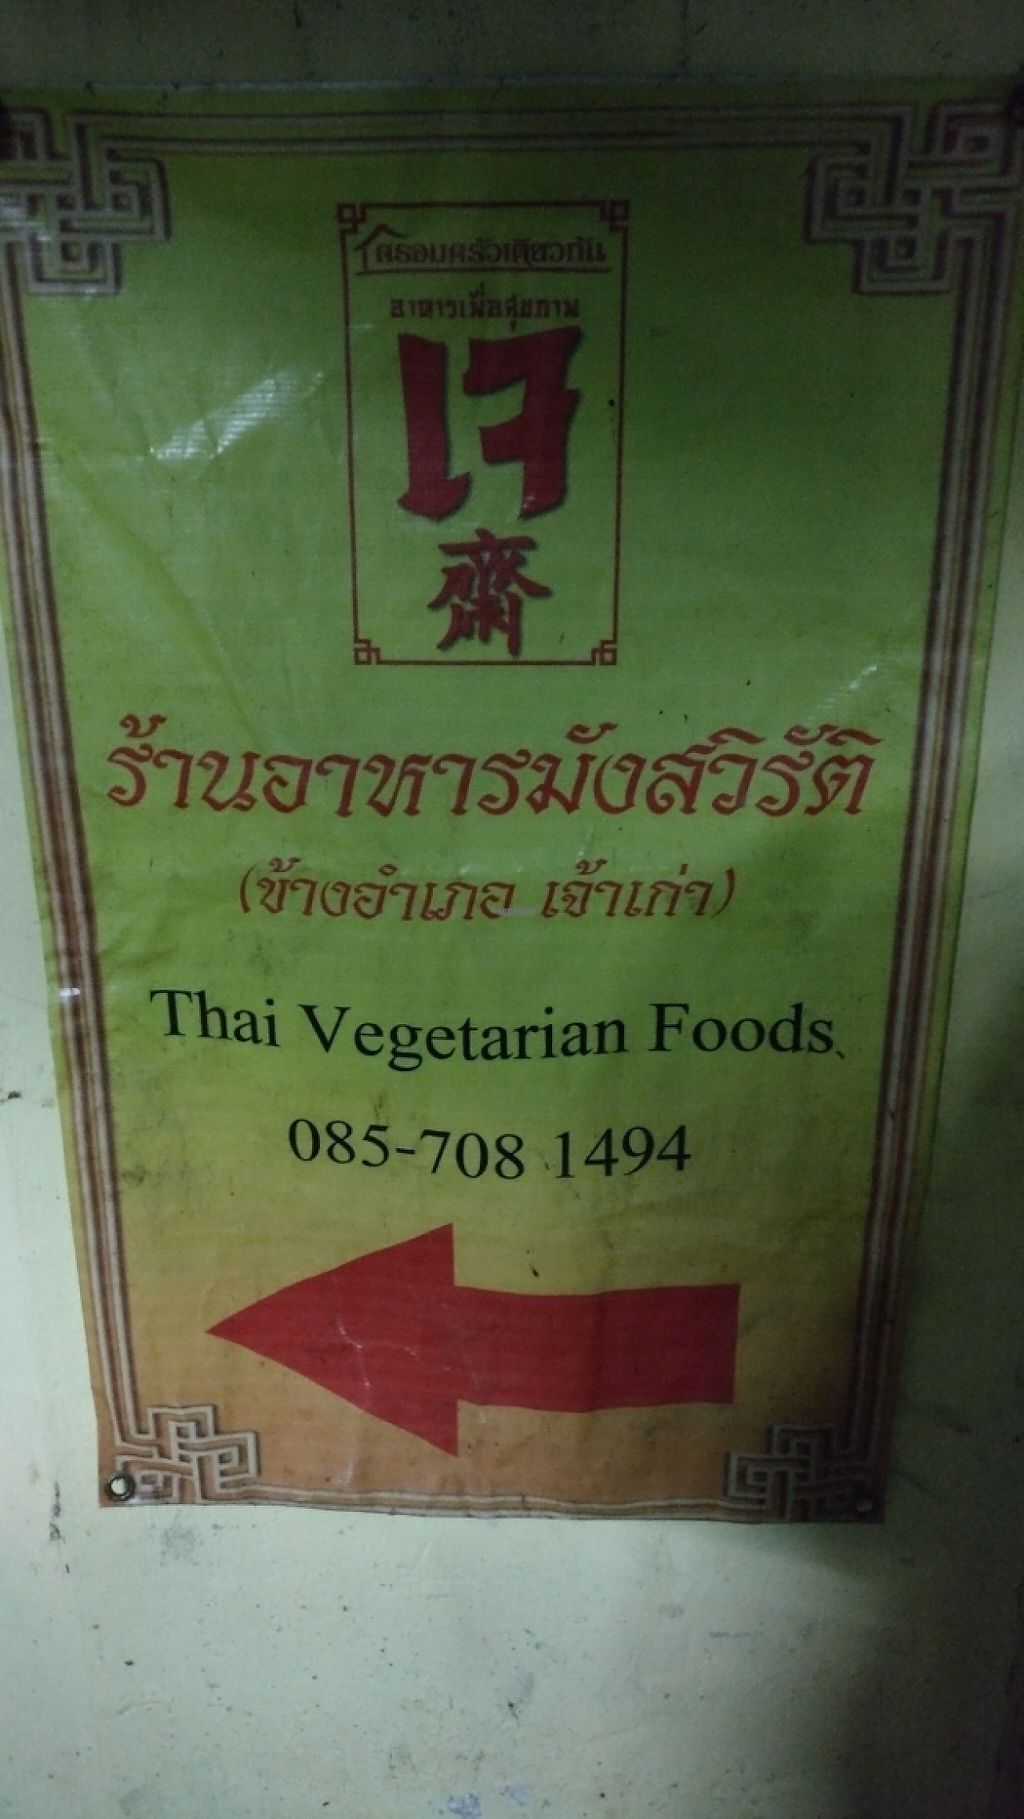 ครอบครัวเดียวกัน
อาหารเพื่อสุขภาพ
เจ
齋
ร้านอาหารมังสวิรัติ
(ข้างอำเภอ เจ้าเก่า)
Thai Vegetarian Foods
085-708 1494